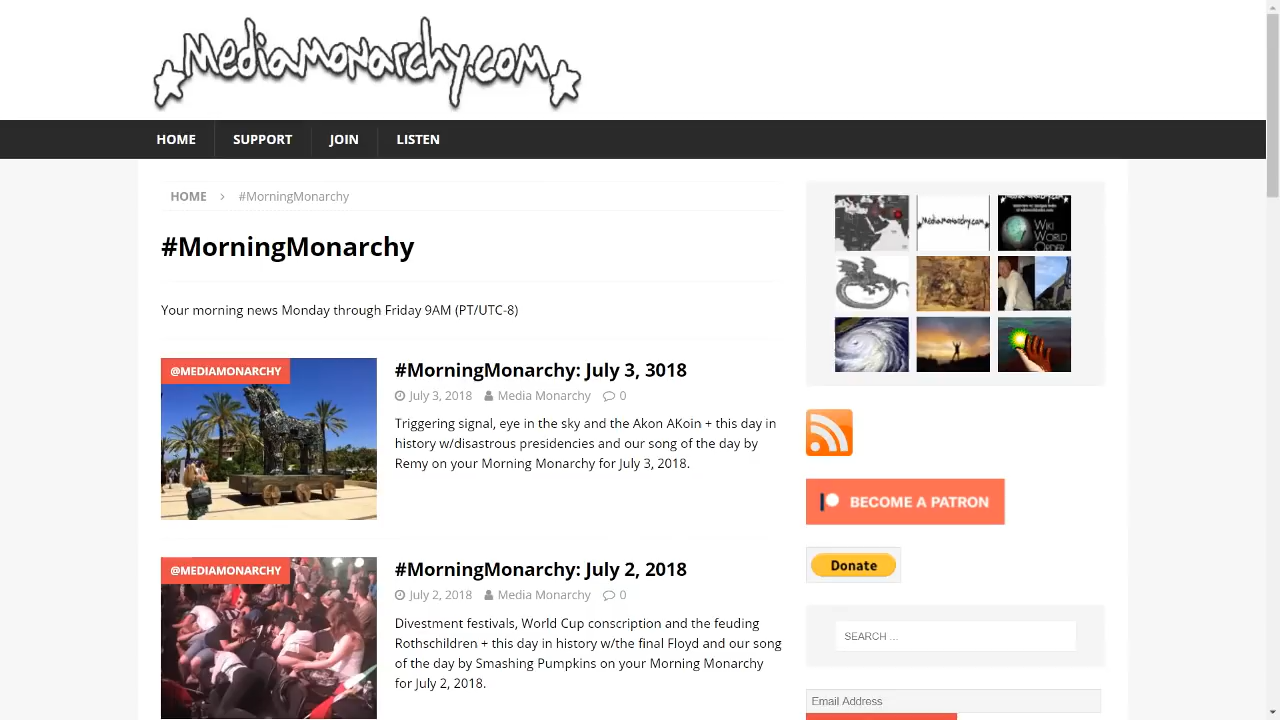 Mediamonarchy.com
HOME
SUPPORT
JOIN
LISTEN
HOME > #MorningMonarchy
#MorningMonarchy
Your morning news Monday through Friday 9AM (PT/UTC-8)
@MEDIAMONARCHY
#MorningMonarchy: July 3, 3018
July 3, 2018 Media Monarchy 0
Triggering signal, eye in the sky and the Akon AKoin + this day in
history w/disastrous presidencies and our song of the day by
Remy on your Morning Monarchy for July 3, 2018.
@MEDIAMONARCHY
#MorningMonarchy: July 2, 2018
July 2, 2018 Media Monarchy 0
Divestment festivals, World Cup conscription and the feuding
Rothschildren + this day in history w/the final Floyd and our song
of the day by Smashing Pumpkins on your Morning Monarchy
for July 2, 2018.
Mediamonarchy.com
WIKI
WORLD
ORDER
BECOME A PATRON
Donate
SEARCH ...
Email Address